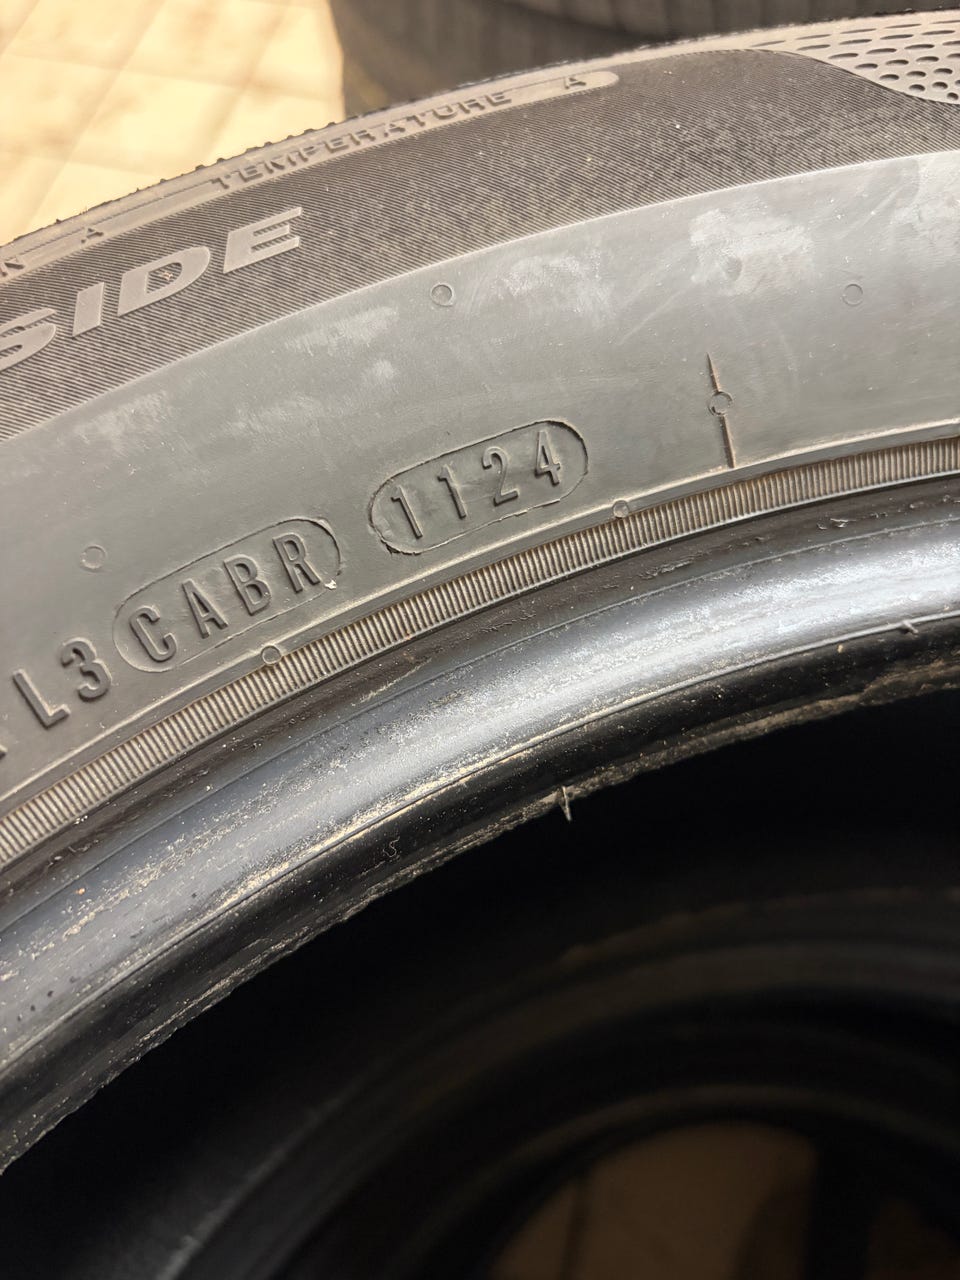 TEMPERATURE A
A
SIDE
L3 CABR 1124